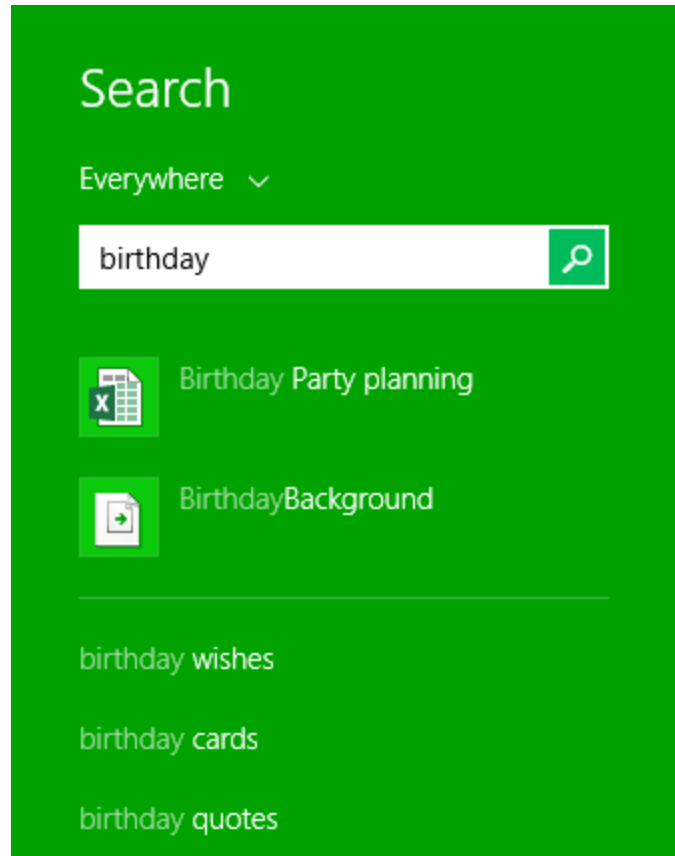 Search
Everywhere
birthday
Birthday Party planning
BirthdayBackground
birthday wishes
birthday cards
birthday quotes